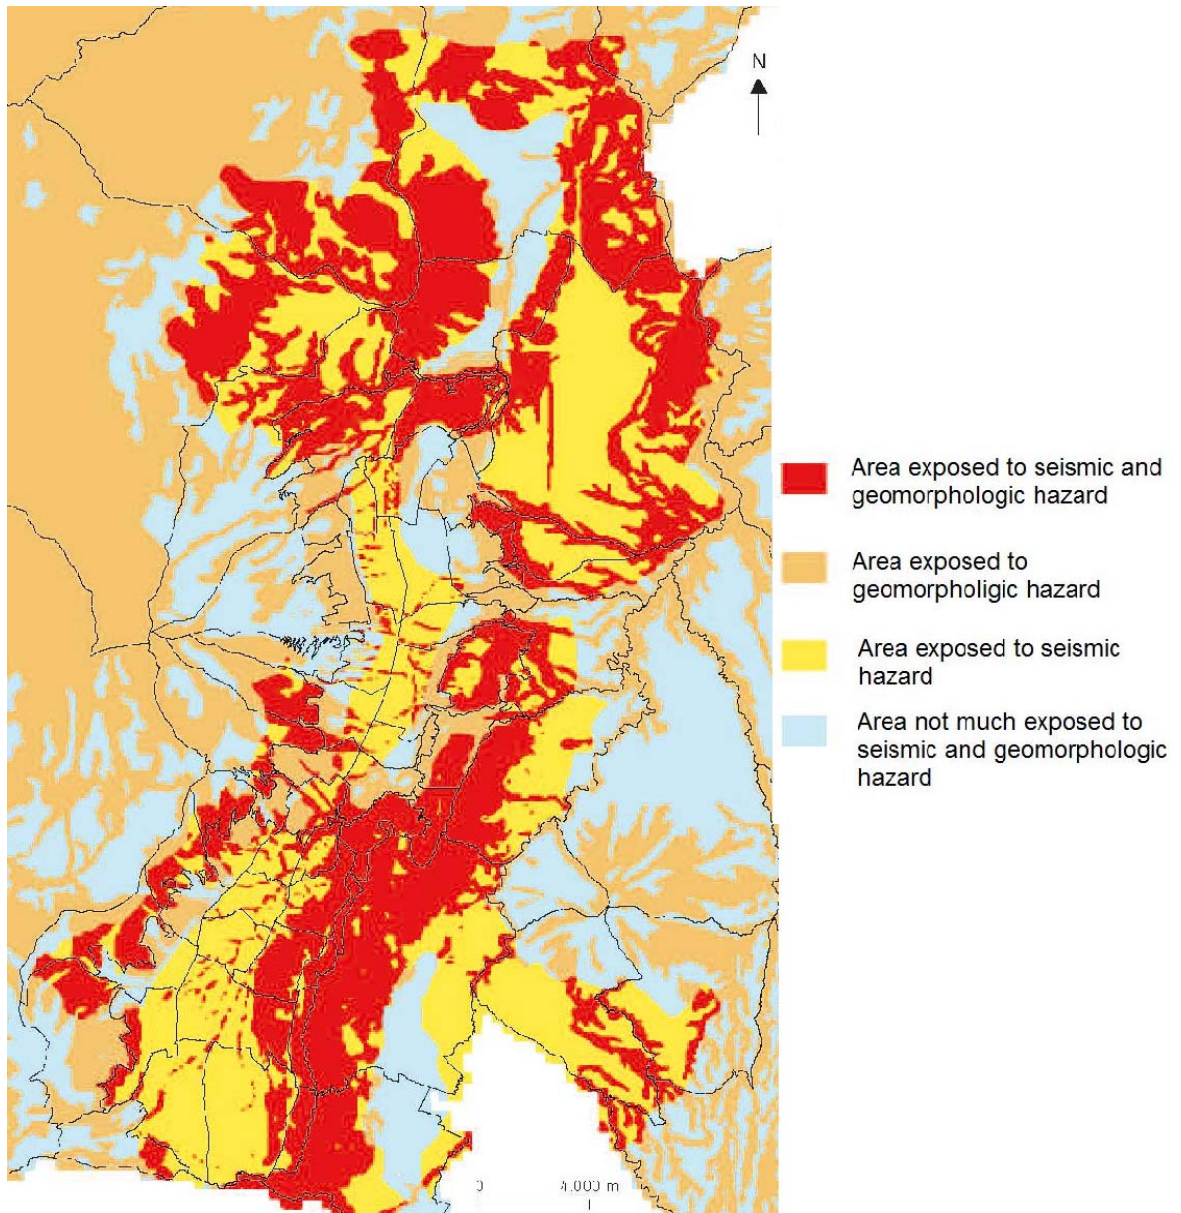 N
Area exposed to seismic and
geomorphologic hazard
Area exposed to
geomorpholigic hazard
Area exposed to seismic
hazard
Area not much exposed to
seismic and geomorphologic
hazard
0 4.000 m